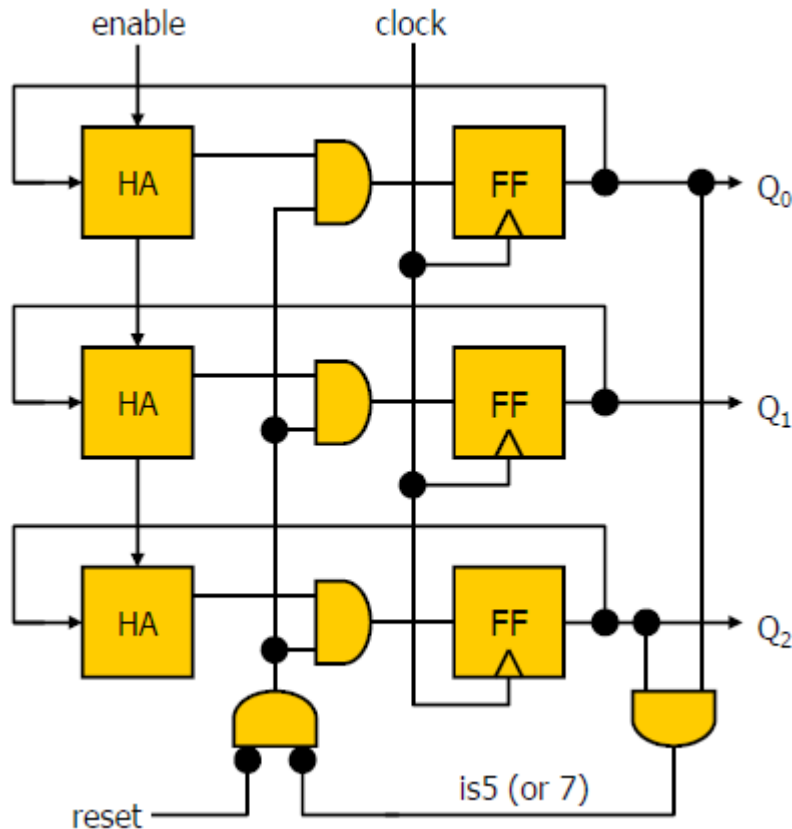 enable clock
HA FF Q₀
HA FF Q₁
HA FF Q₂
is5 (or 7)
reset